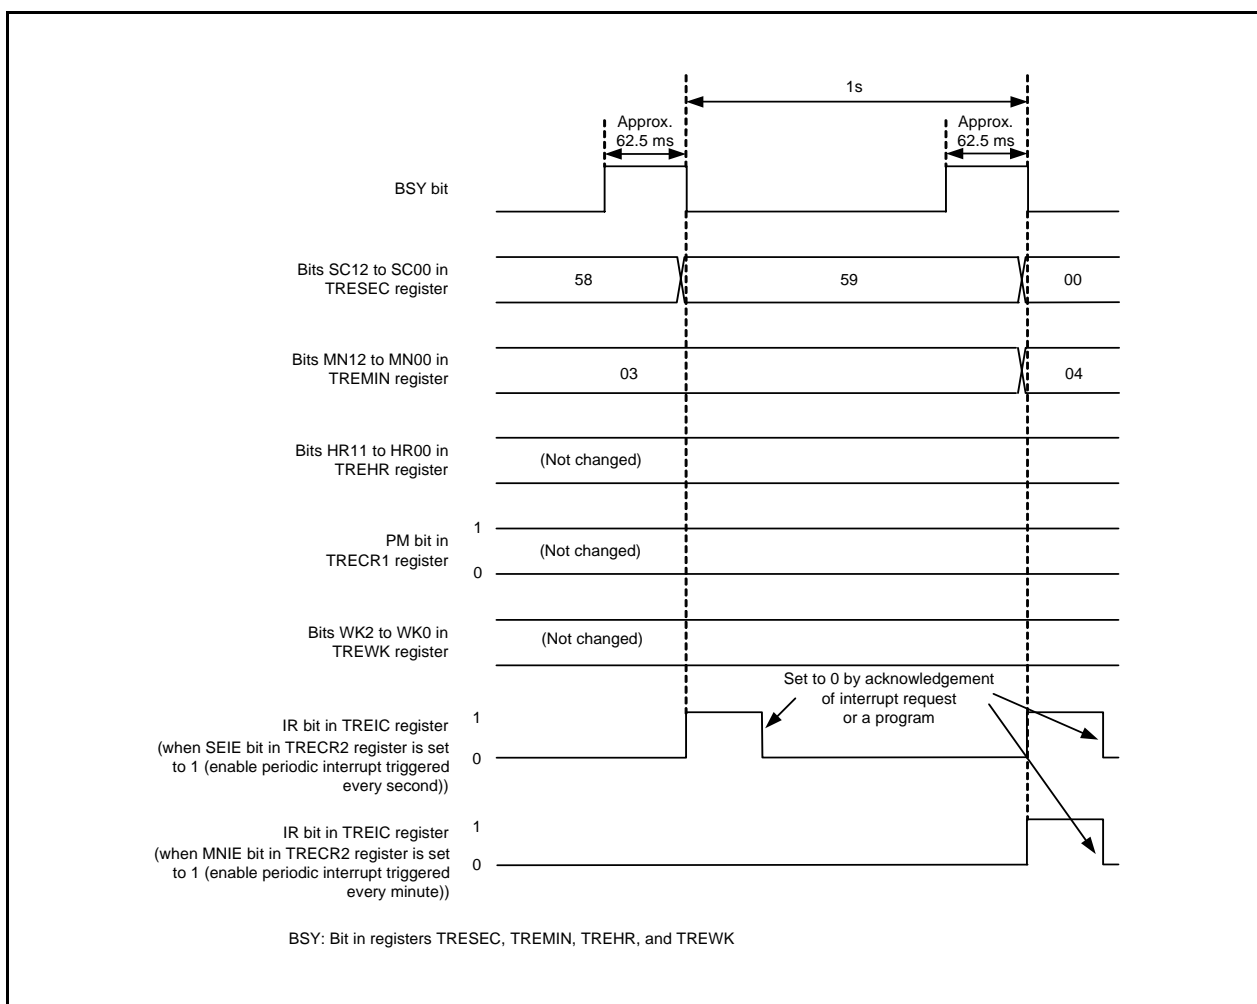 1s
Approx.
62.5 ms
Approx.
62.5 ms
BSY bit
Bits SC12 to SC00 in
TRESEC register
58
59
00
Bits MN12 to MN00 in
TREMIN register
03
04
Bits HR11 to HR00 in
TREHR register
(Not changed)
PM bit in
TRECR1 register
1
0
(Not changed)
Bits WK2 to WK0 in
TREWK register
(Not changed)
Set to 0 by acknowledgement
of interrupt request
or a program
IR bit in TREIC register
(when SEIE bit in TRECR2 register is set
to 1 (enable periodic interrupt triggered
every second))
1
0
IR bit in TREIC register
(when MNIE bit in TRECR2 register is set
to 1 (enable periodic interrupt triggered
every minute))
1
0
BSY: Bit in registers TRESEC, TREMIN, TREHR, and TREWK